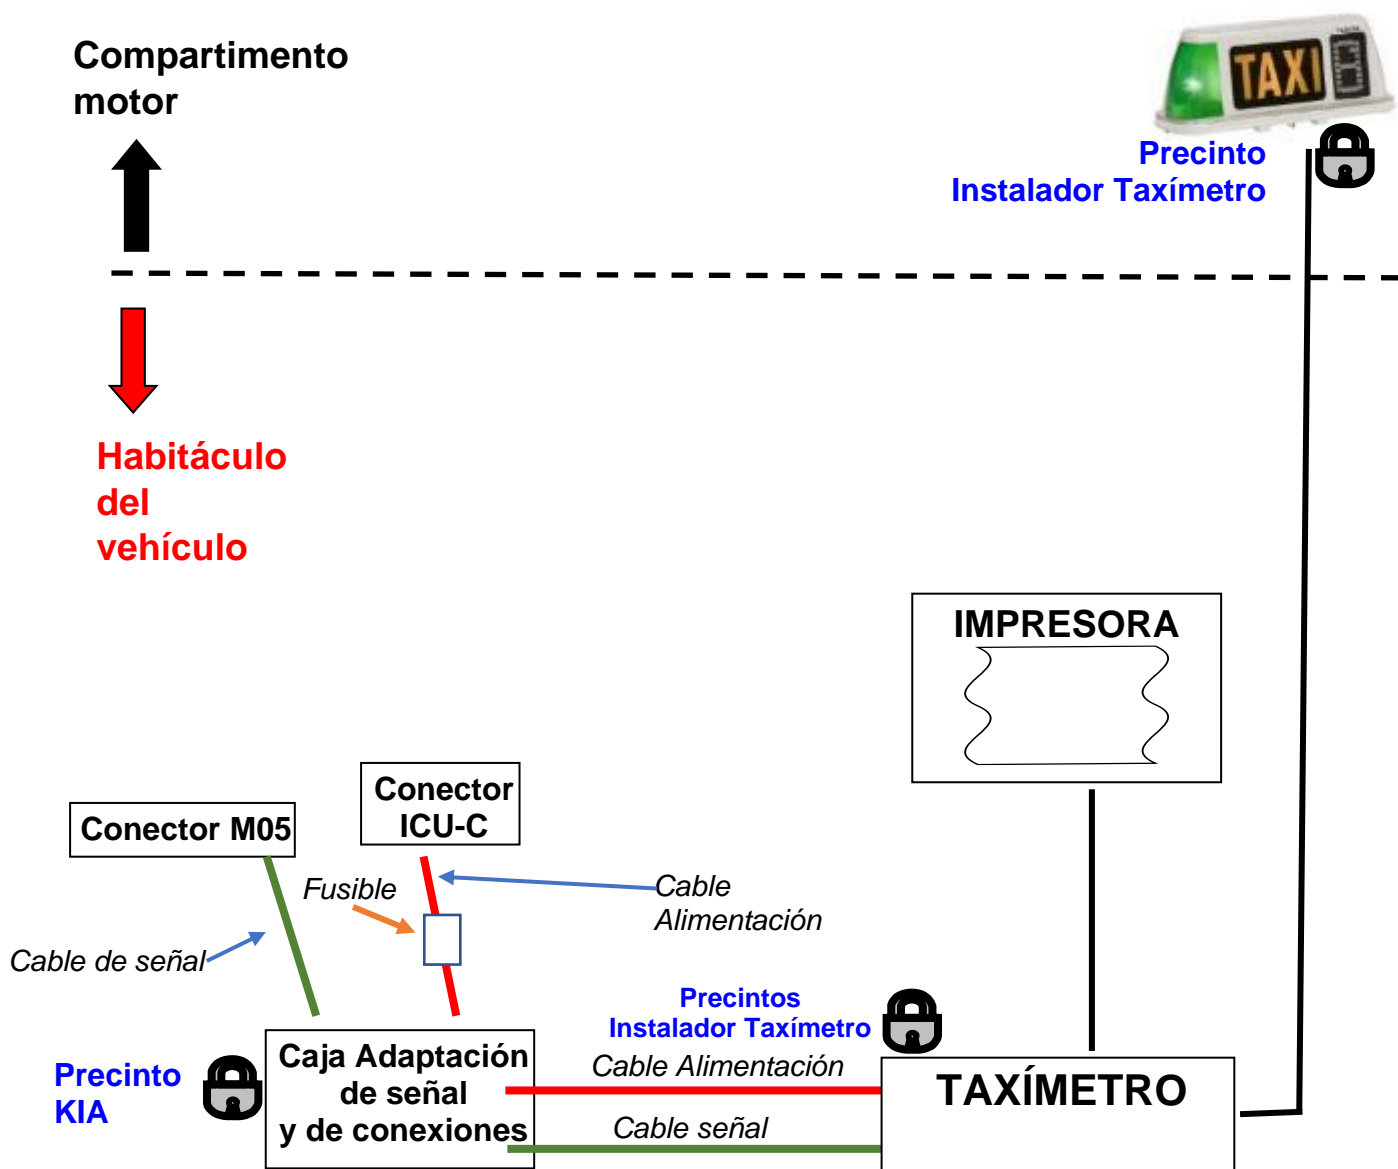 Compartimento
motor
TAXI
Precinto
Instalador Taxímetro
Habitáculo
del
vehículo
IMPRESORA
Conector
ICU-C
Conector M05
Fusible
Cable
Alimentación
Cable de señal
Precintos
Instalador Taxímetro
Caja Adaptación
de señal
y de conexiones
Cable Alimentación
TAXÍMETRO
Precinto
KIA
Cable señal